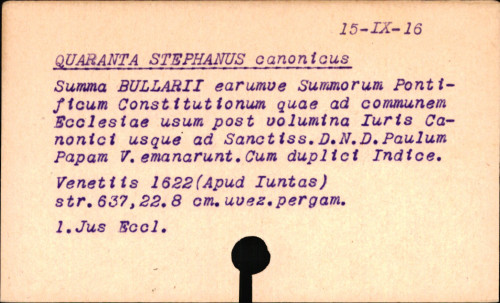 15-IX-16
QUARANTA STEPHANUS canonicus
Summa BULLARII earumve Summorum Ponti-
ficum Constitutionum quae ad communem
Ecclesiae usum post volumina Iuris Ca-
nonici usque ad Sanctiss.D.N.D.Paulum
Papam V.emanarunt.Cum duplici Indice.
Venetiis 1622(Apud Iuntas)
str.637,22.8 cm.uvez.pergam.
1.Jus Eccl.